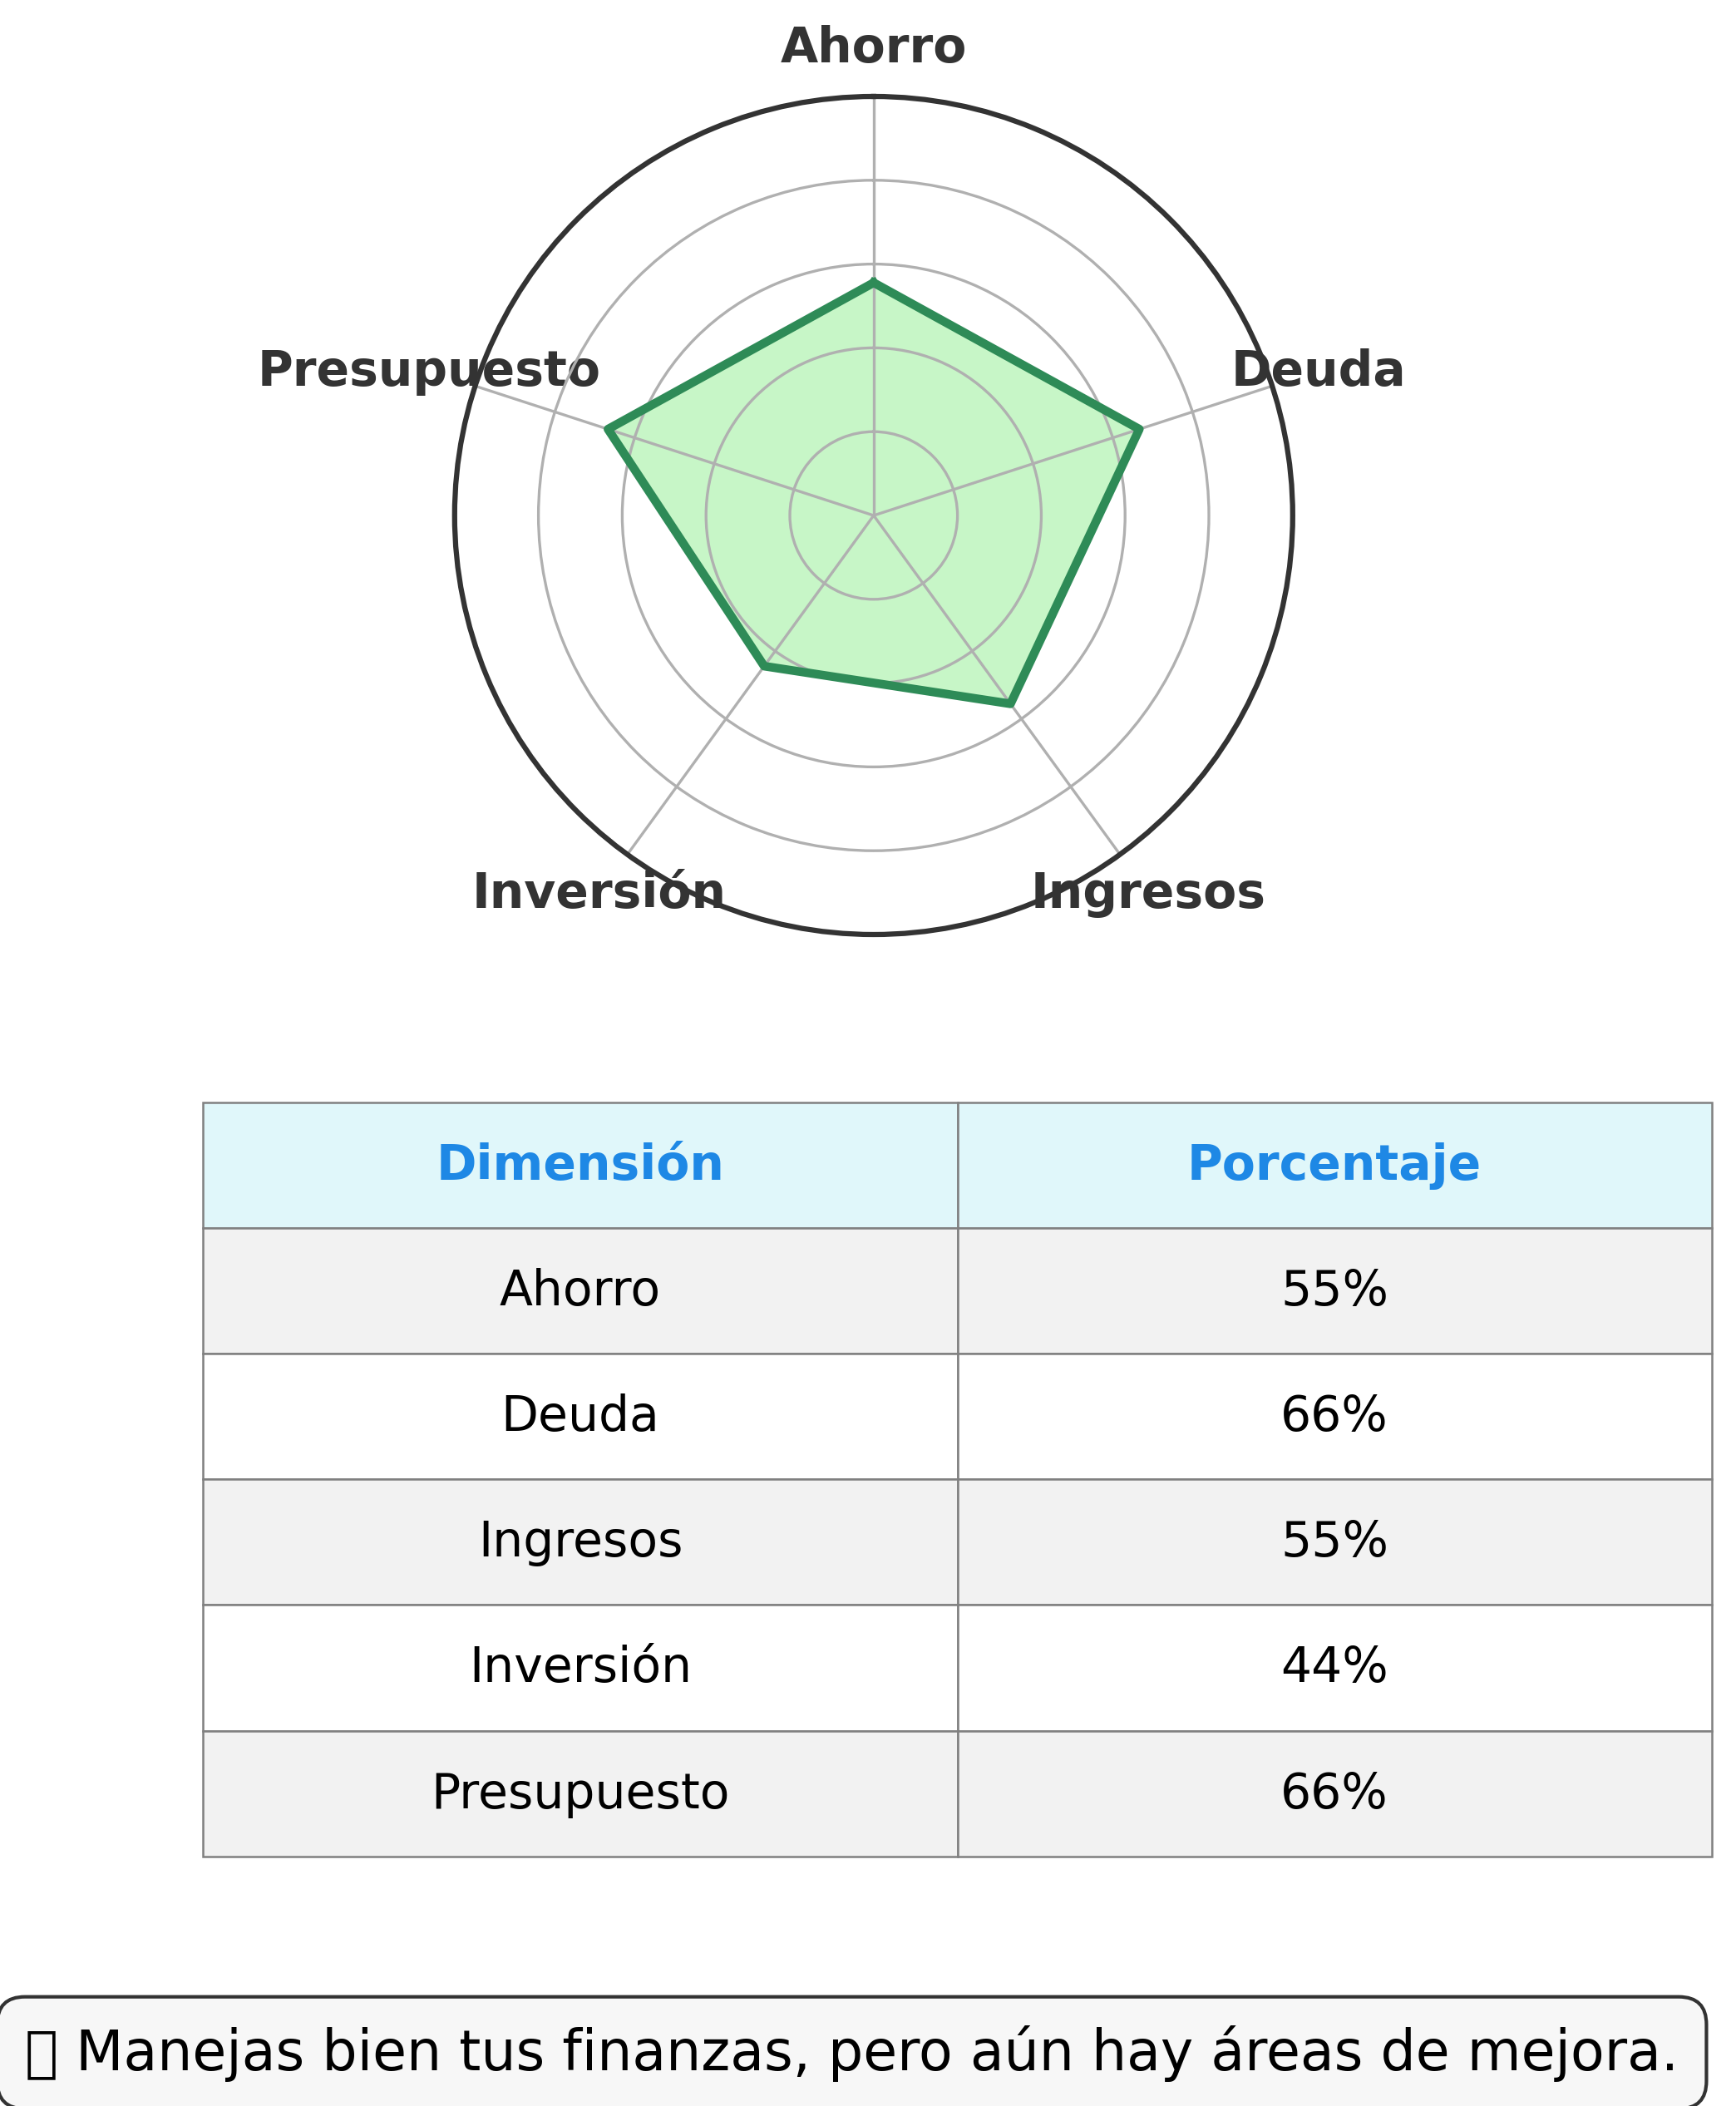 Ahorro
Presupuesto
Deuda
Inversión
Ingresos
Dimensión Porcentaje
Ahorro 55%
Deuda 66%
Ingresos 55%
Inversión 44%
Presupuesto 66%
Manejas bien tus finanzas, pero aún hay áreas de mejora.